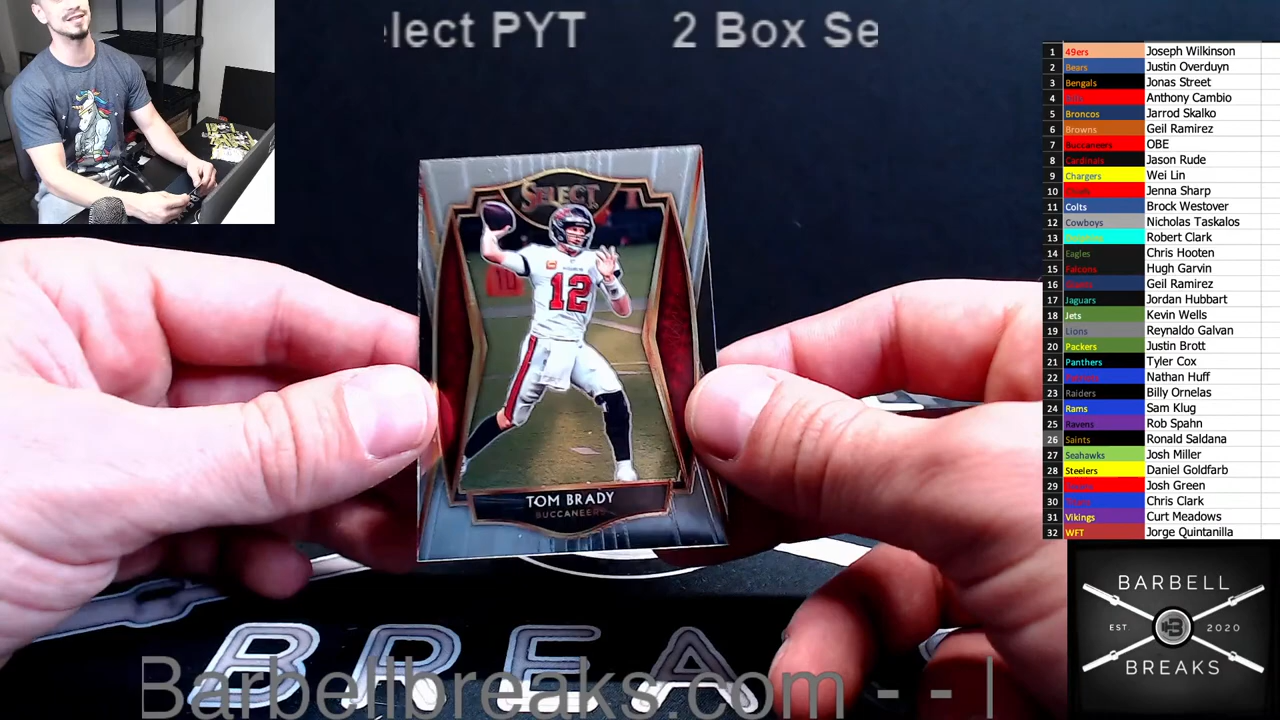 lect PYT 2 Box Se
SELECT
12
TOM BRADY
BUCCANEERS
1 49ers Joseph Wilkinson
2 Bears Justin Overduyn
3 Bengals Jonas Street
4 Anthony Cambio
5 Broncos Jarrod Skalko
6 Browns Geil Ramirez
7 Buccaneers OBE
8 Cardinals Jason Rude
9 Chargers Wei Lin
10 Chiefs Jenna Sharp
11 Colts Brock Westover
12 Cowboys Nicholas Taskalos
13 Dolphins Robert Clark
14 Eagles Chris Hooten
15 Falcons Hugh Garvin
16 Giants Geil Ramirez
17 Jaguars Jordan Hubbart
18 Jets Kevin Wells
19 Lions Reynaldo Galvan
20 Packers Justin Brott
21 Panthers Tyler Cox
22 Patriots Nathan Huff
23 Raiders Billy Ornelas
24 Rams Sam Klug
25 Ravens Rob Spahn
26 Saints Ronald Saldana
27 Seahawks Josh Miller
28 Steelers Daniel Goldfarb
29 Josh Green
30 Chris Clark
31 Vikings Curt Meadows
32 WFT Jorge Quintanilla
BARBELL
EST. 2020
BREAKS
BREA
Barbellbreaks.com - - |